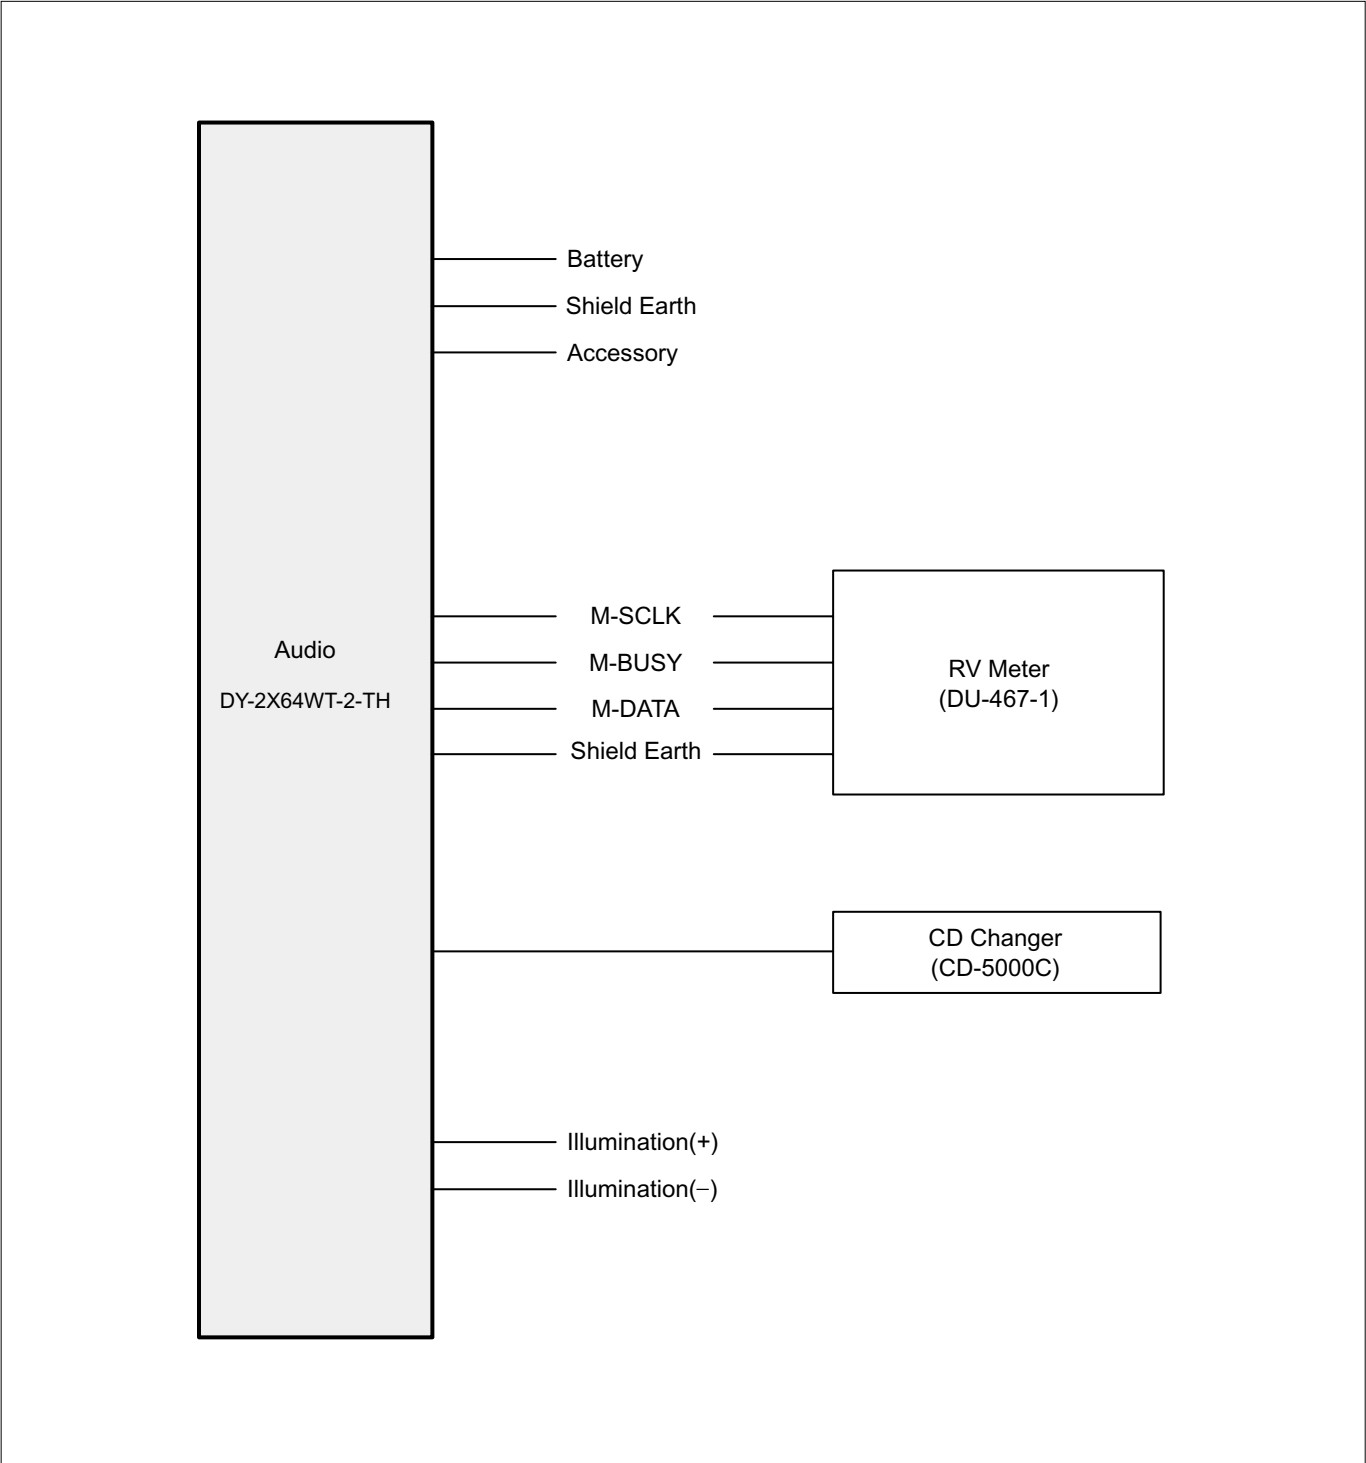 Battery
Shield Earth
Accessory
M-SCLK
M-BUSY
M-DATA
Shield Earth
Audio
DY-2X64WT-2-TH
RV Meter
(DU-467-1)
CD Changer
(CD-5000C)
Illumination(+)
Illumination(−)